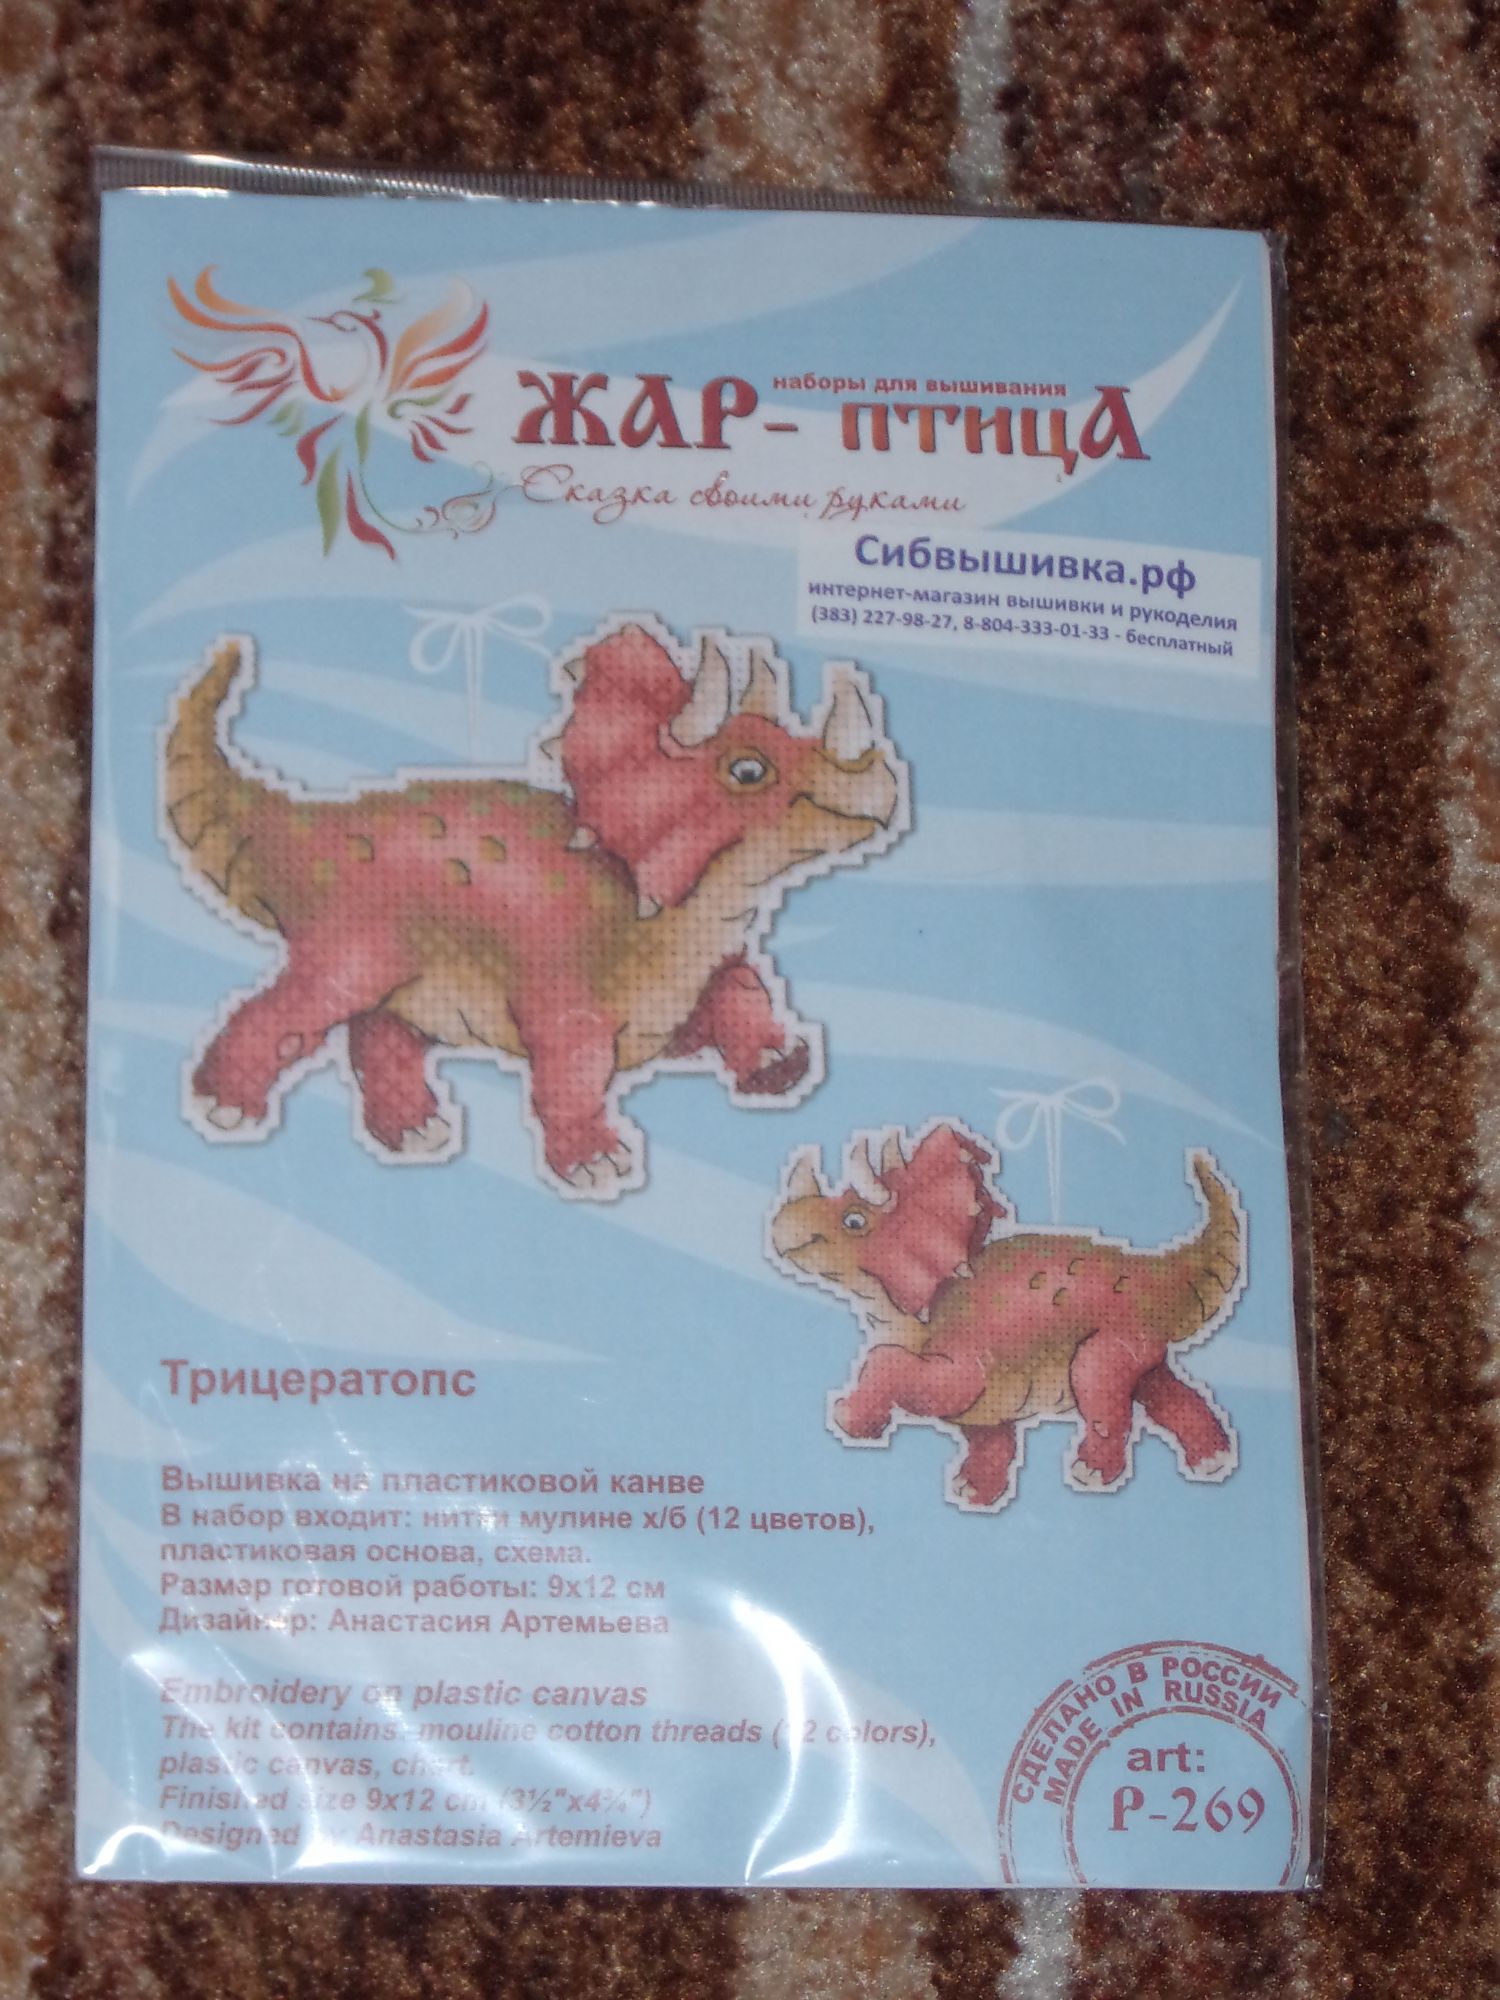 наборы для вышивания
ЖАР-ПТИЦА
Сказка своими руками
Сибвышивка.рф
интернет-магазин вышивки и рукоделия
(383) 227-98-27, 8-804-333-01-33 - бесплатный
Трицератопс
Вышивка на пластиковой канве
В набор входит: нити мулине х/б (12 цветов),
пластиковая основа, схема.
Размер готовой работы: 9х12 см
Дизайнер: Анастасия Артемьева
Embroidery on plastic canvas
The kit contains: mouline cotton threads (12 colors),
plastic canvas, chart.
Finished size 9x12 cm (3½"x4¾")
Designed by Anastasia Artemieva
СДЕЛАНО В РОССИИ
MADE IN RUSSIA
art:
Р-269